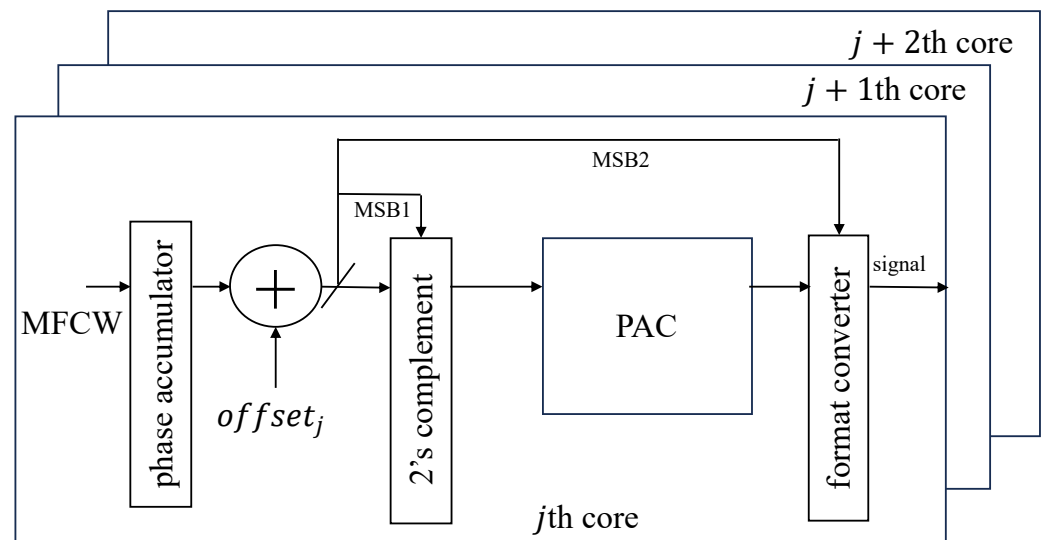 j + 2th core
j + 1th core
MSB2
MSB1
signal
MFCW
phase accumulator
+
offset_j
2's complement
PAC
format converter
jth core